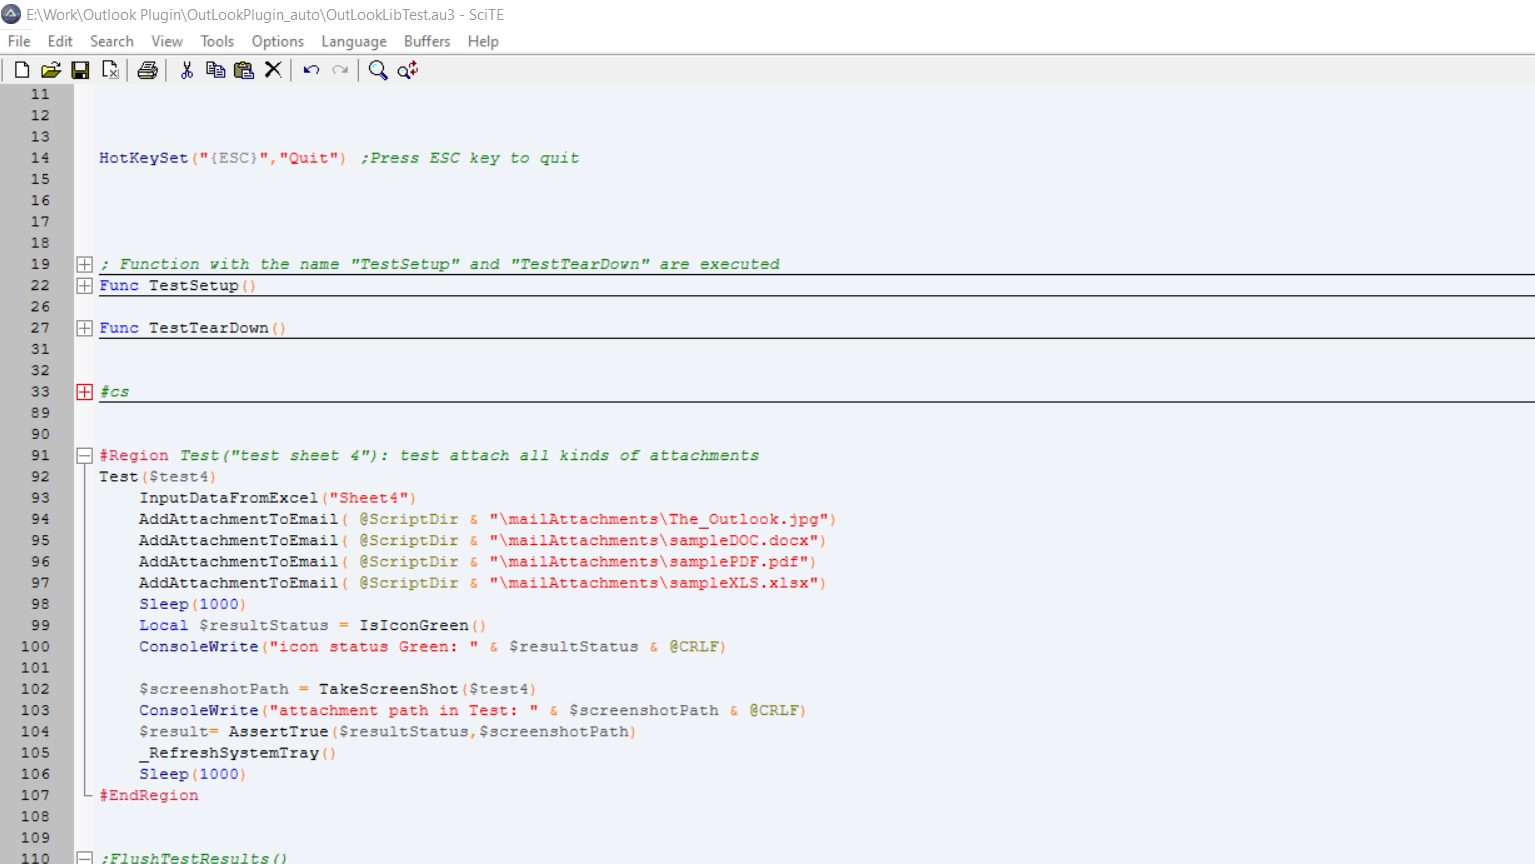 E:\Work\Outlook Plugin\OutLookPlugin_auto\OutLookLibTest.au3 - SciTE
File Edit Search View Tools Options Language Buffers Help
11
12
13
14 HotKeySet("{ESC}","Quit") ;Press ESC key to quit
15
16
17
18
19 ; Function with the name "TestSetup" and "TestTearDown" are executed
22 Func TestSetup()
26
27 Func TestTearDown()
31
32
33 #cs
89
90
91 #Region Test("test sheet 4"): test attach all kinds of attachments
92 Test($test4)
93 InputDataFromExcel("Sheet4")
94 AddAttachmentToEmail( @ScriptDir & "\mailAttachments\The_Outlook.jpg")
95 AddAttachmentToEmail( @ScriptDir & "\mailAttachments\sampleDOC.docx")
96 AddAttachmentToEmail( @ScriptDir & "\mailAttachments\samplePDF.pdf")
97 AddAttachmentToEmail( @ScriptDir & "\mailAttachments\sampleXLS.xlsx")
98 Sleep(1000)
99 Local $resultStatus = IsIconGreen()
100 ConsoleWrite("icon status Green: " & $resultStatus & @CRLF)
101
102 $screenshotPath = TakeScreenShot($test4)
103 ConsoleWrite("attachment path in Test: " & $screenshotPath & @CRLF)
104 $result= AssertTrue($resultStatus,$screenshotPath)
105 _RefreshSystemTray()
106 Sleep(1000)
107 #EndRegion
108
109
110 ;FlushTestResults()